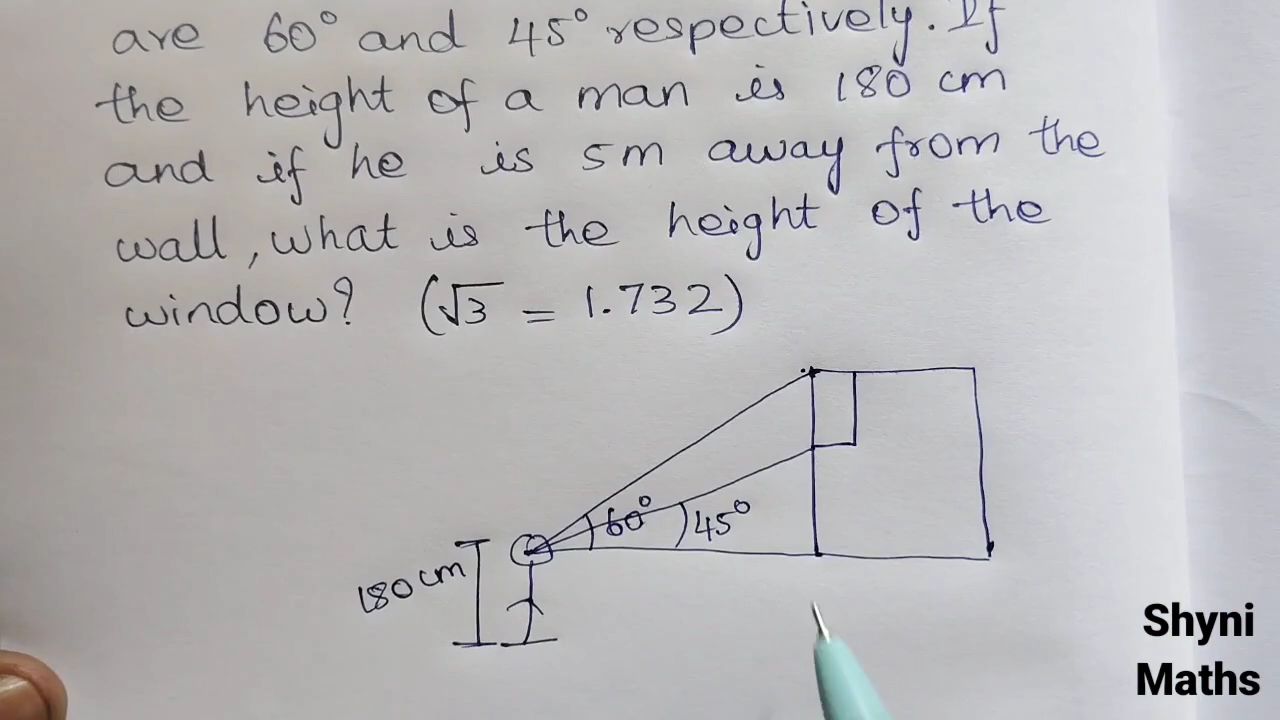 are 60° and 45° respectively. If
the height of a man is 180 cm
and if he is 5m away from the
wall, what is the height of the
window? (√3 = 1.732)
60°
45°
180 cm
Shyni
Maths